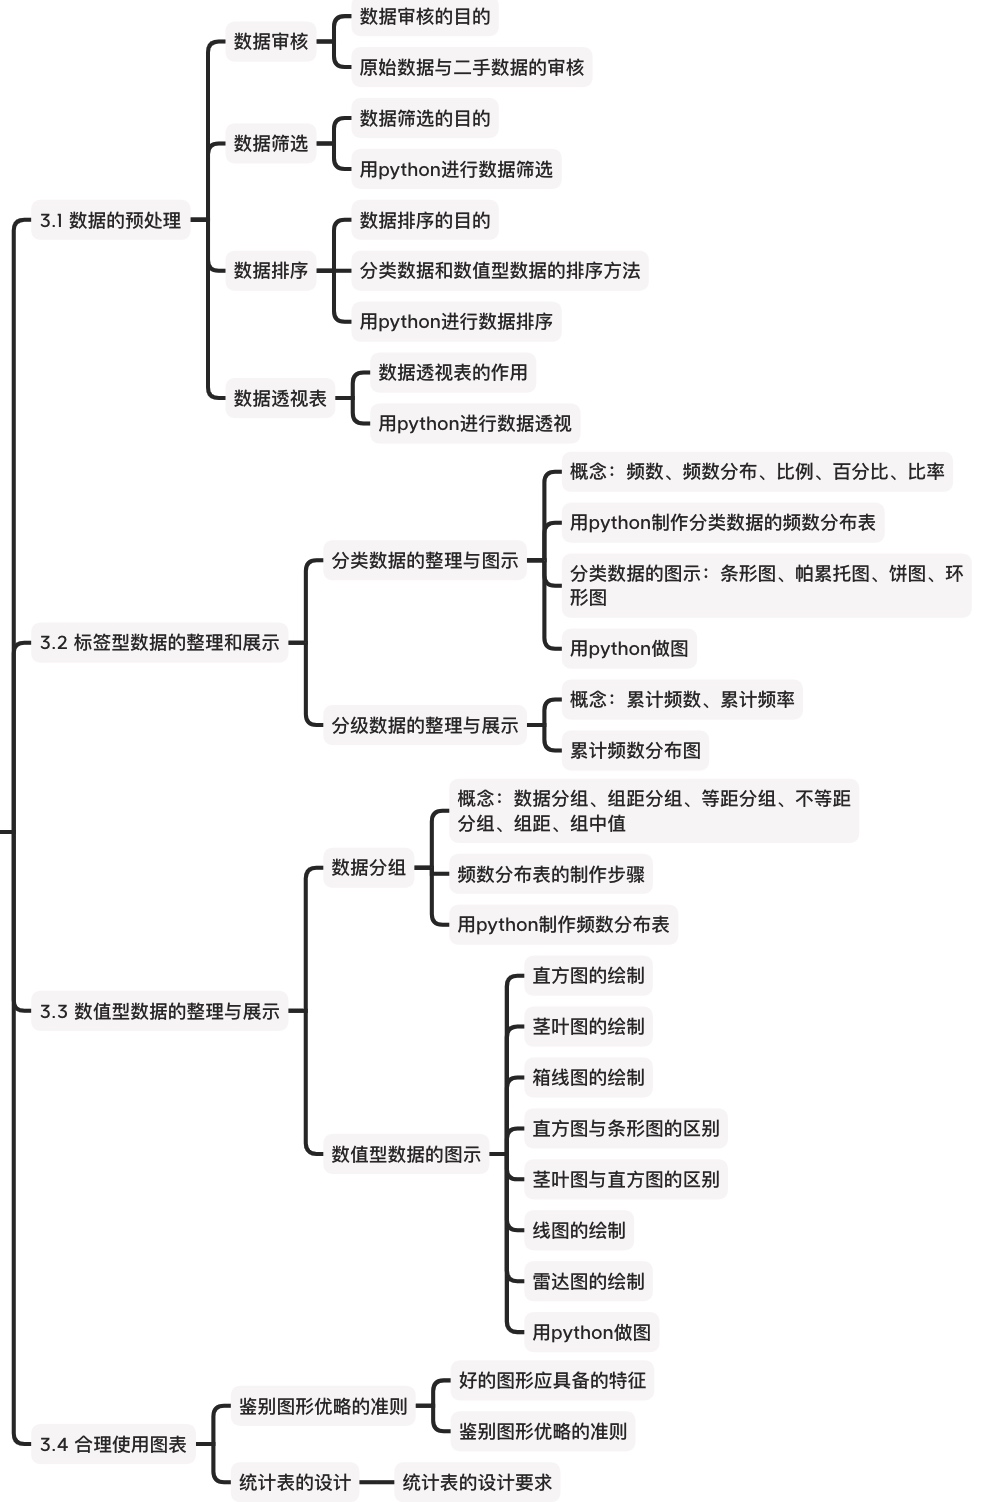 3.1 数据的预处理
数据审核
数据审核的目的
原始数据与二手数据的审核
数据筛选
数据筛选的目的
用python进行数据筛选
数据排序
数据排序的目的
分类数据和数值型数据的排序方法
用python进行数据排序
数据透视表
数据透视表的作用
用python进行数据透视
3.2 标签型数据的整理和展示
分类数据的整理与图示
概念：频数、频数分布、比例、百分比、比率
用python制作分类数据的频数分布表
分类数据的图示：条形图、帕累托图、饼图、环
形图
用python做图
分级数据的整理与展示
概念：累计频数、累计频率
累计频数分布图
3.3 数值型数据的整理与展示
数据分组
概念：数据分组、组距分组、等距分组、不等距
分组、组距、组中值
频数分布表的制作步骤
用python制作频数分布表
数值型数据的图示
直方图的绘制
茎叶图的绘制
箱线图的绘制
直方图与条形图的区别
茎叶图与直方图的区别
线图的绘制
雷达图的绘制
用python做图
3.4 合理使用图表
鉴别图形优略的准则
好的图形应具备的特征
鉴别图形优略的准则
统计表的设计
统计表的设计要求